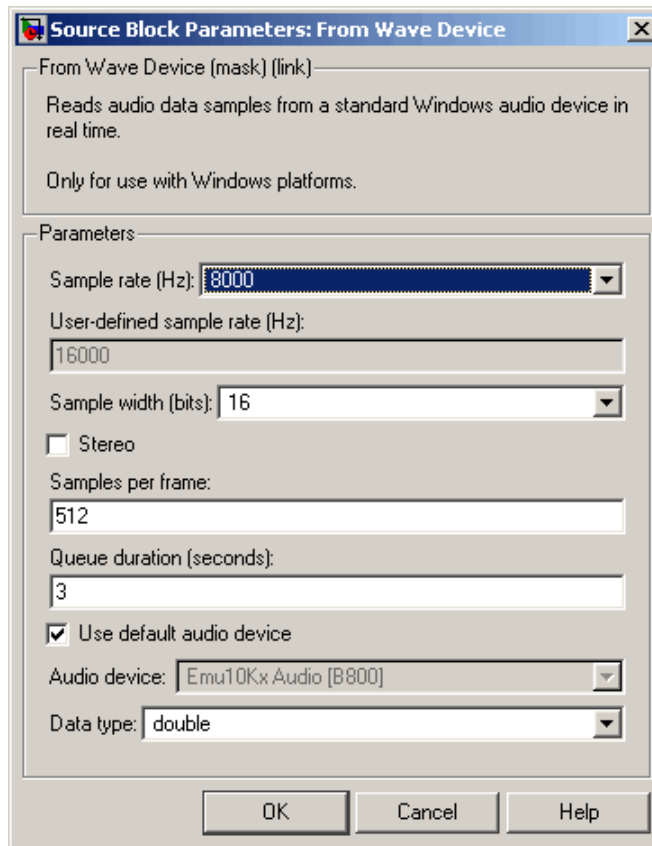 Source Block Parameters: From Wave Device
From Wave Device (mask) (link)
Reads audio data samples from a standard Windows audio device in
real time.
Only for use with Windows platforms.
Parameters
Sample rate (Hz): 8000
User-defined sample rate (Hz):
16000
Sample width (bits): 16
Stereo
Samples per frame:
512
Queue duration (seconds):
3
Use default audio device
Audio device: Emu10Kx Audio [B800]
Data type: double
OK Cancel Help